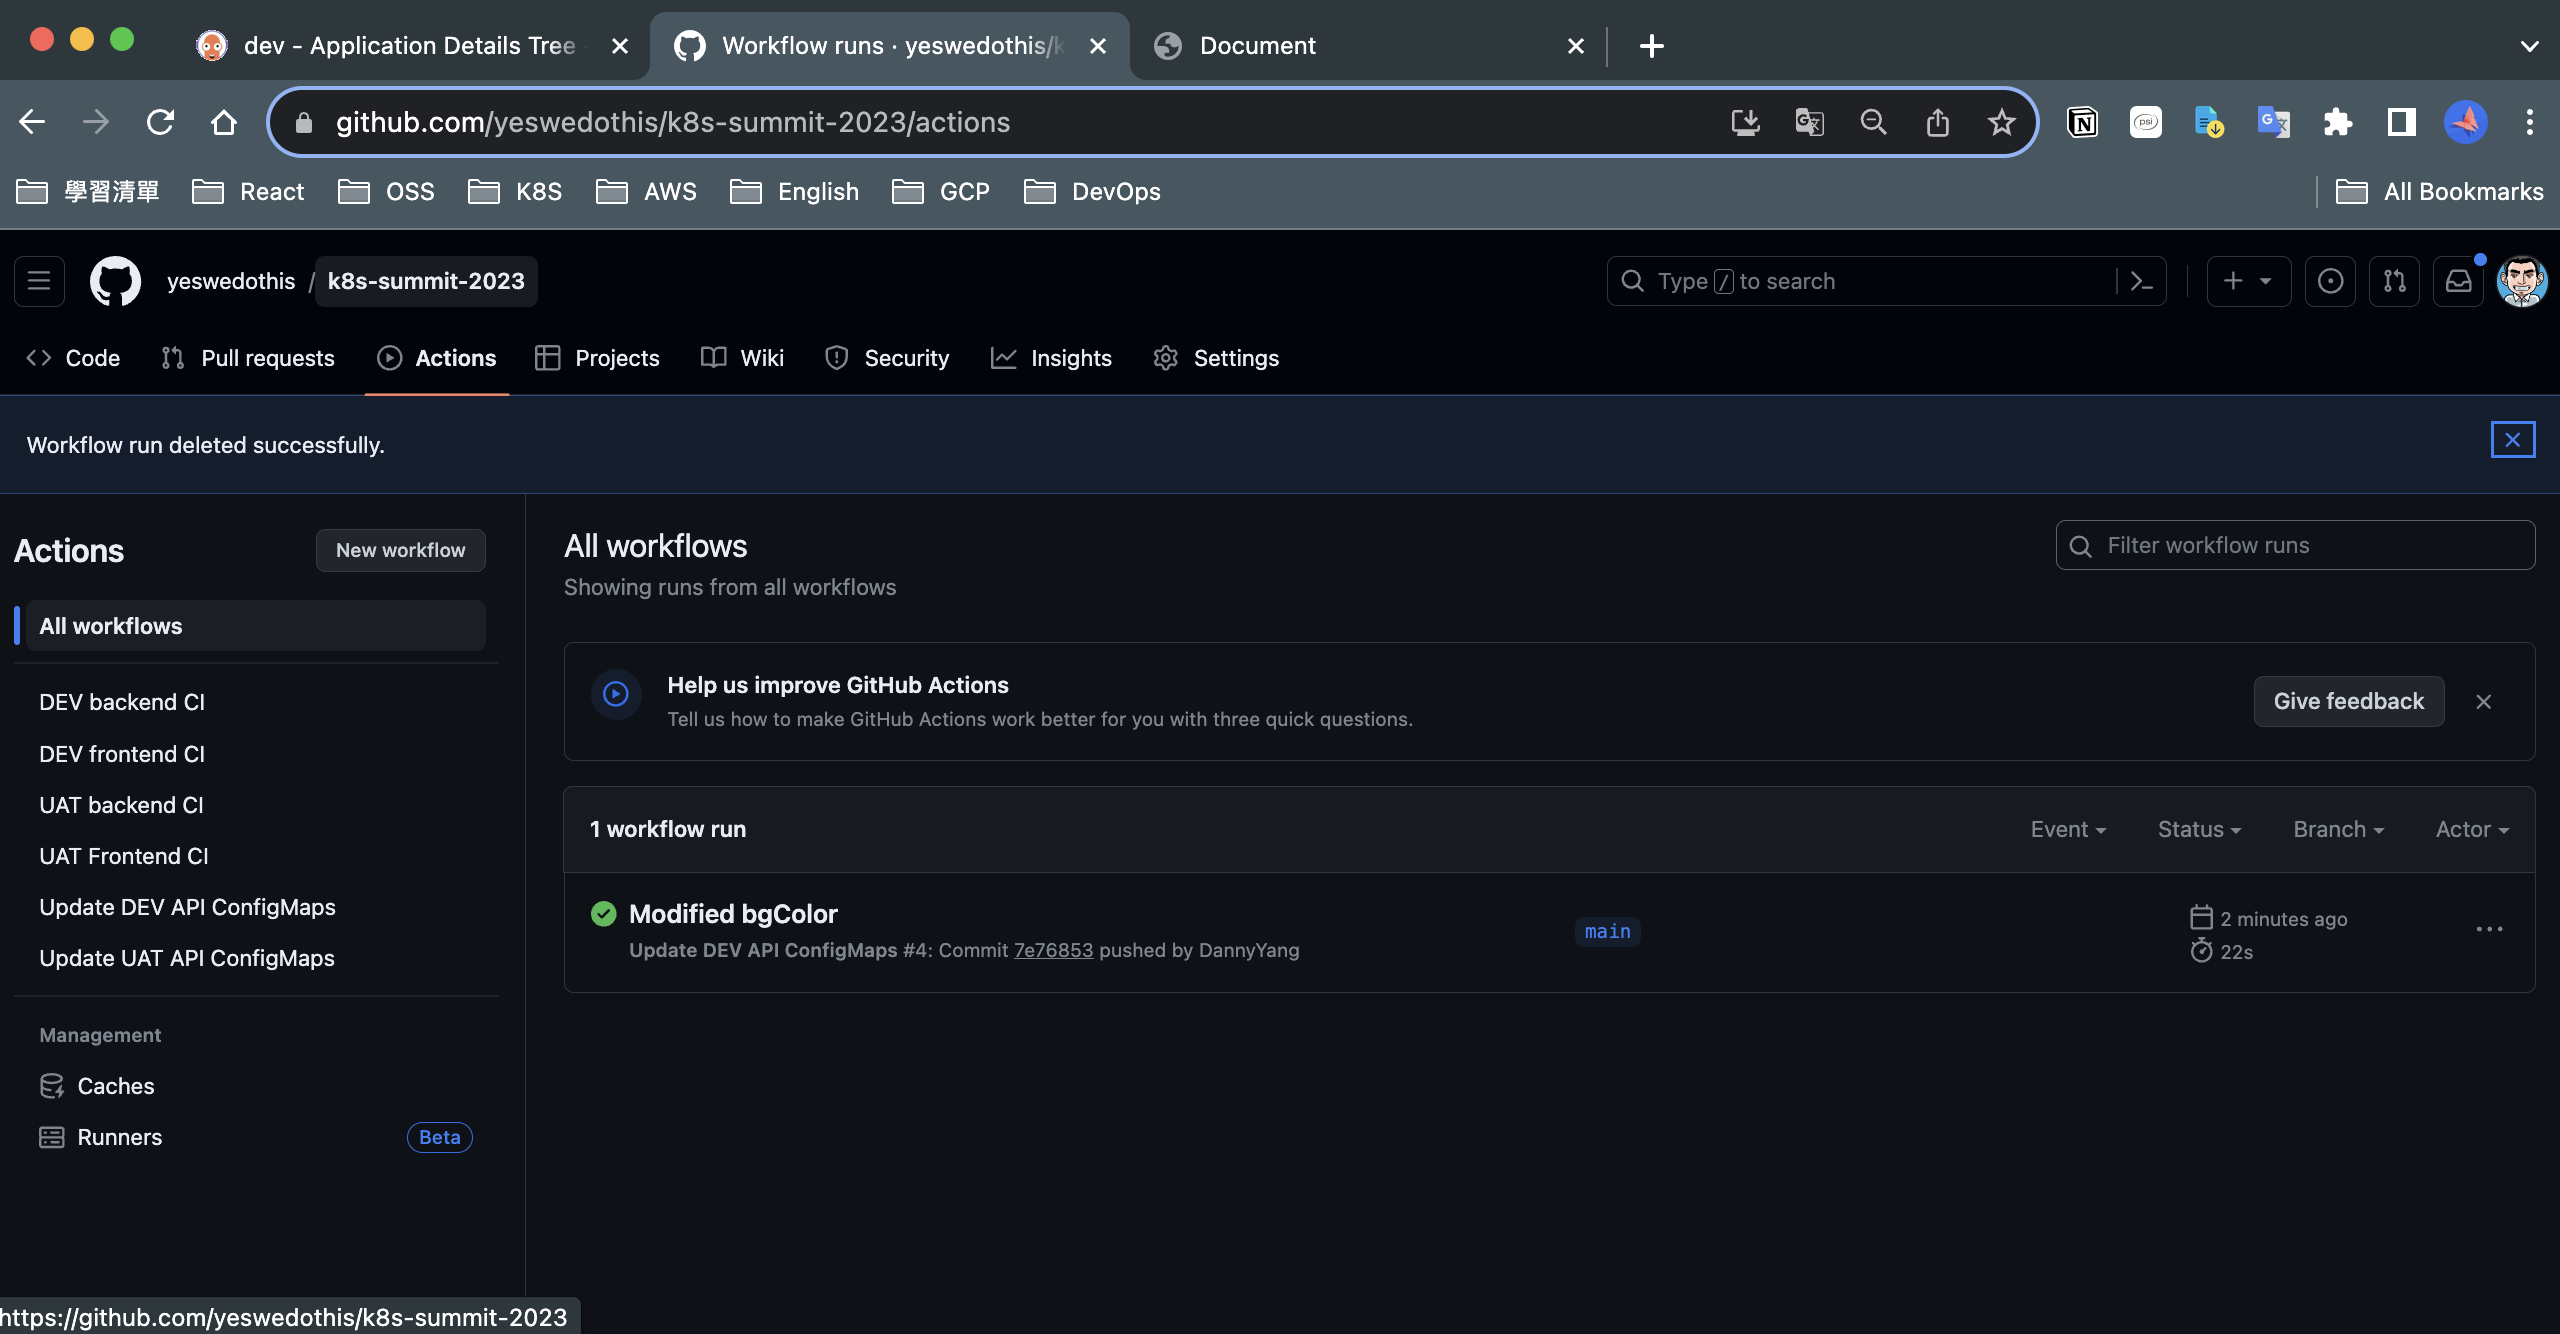 dev - Application Details Tree
Workflow runs · yeswedothis/k
Document
github.com/yeswedothis/k8s-summit-2023/actions
學習清單
React
OSS
K8S
AWS
English
GCP
DevOps
All Bookmarks
yeswedothis / k8s-summit-2023
Type / to search
Code
Pull requests
Actions
Projects
Wiki
Security
Insights
Settings
Workflow run deleted successfully.
Actions
New workflow
All workflows
DEV backend CI
DEV frontend CI
UAT backend CI
UAT Frontend CI
Update DEV API ConfigMaps
Update UAT API ConfigMaps
Management
Caches
Runners
Beta
All workflows
Showing runs from all workflows
Filter workflow runs
Help us improve GitHub Actions
Tell us how to make GitHub Actions work better for you with three quick questions.
Give feedback
1 workflow run
Event
Status
Branch
Actor
Modified bgColor
Update DEV API ConfigMaps #4: Commit 7e76853 pushed by DannyYang
main
2 minutes ago
22s
https://github.com/yeswedothis/k8s-summit-2023